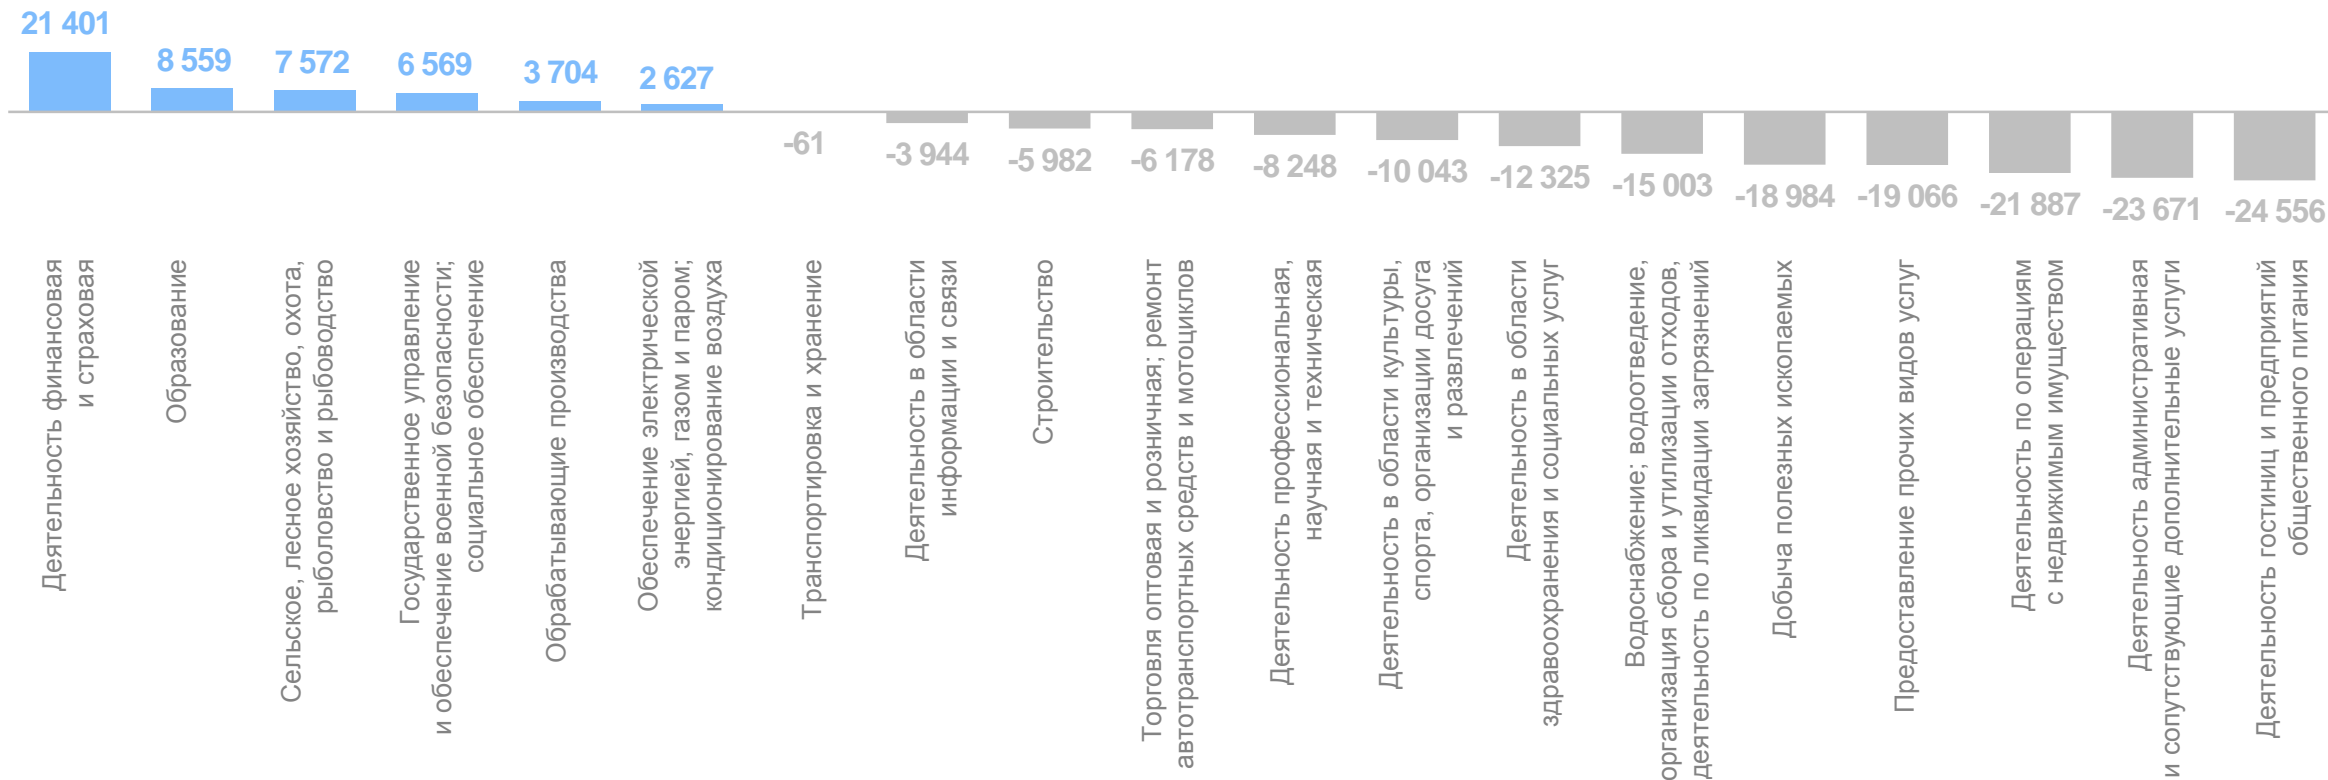 21 401
8 559
7 572
6 569
3 704
2 627
-61
-3 944
-5 982
-6 178
-8 248
-10 043
-12 325
-15 003
-18 984
-19 066
-21 887
-23 671
-24 556
Деятельность финансовая
и страховая
Образование
Сельское, лесное хозяйство, охота,
рыболовство и рыбоводство
Государственное управление
и обеспечение военной безопасности;
социальное обеспечение
Обрабатывающие производства
Обеспечение электрической
энергией, газом и паром;
кондиционирование воздуха
Транспортировка и хранение
Деятельность в области
информации и связи
Строительство
Торговля оптовая и розничная; ремонт
автотранспортных средств и мотоциклов
Деятельность профессиональная,
научная и техническая
Деятельность в области культуры,
спорта, организации досуга
и развлечений
Деятельность в области
здравоохранения и социальных услуг
Водоснабжение; водоотведение,
организация сбора и утилизации отходов,
деятельность по ликвидации загрязнений
Добыча полезных ископаемых
Предоставление прочих видов услуг
Деятельность по операциям
с недвижимым имуществом
Деятельность административная
и сопутствующие дополнительные услуги
Деятельность гостиниц и предприятий
общественного питания